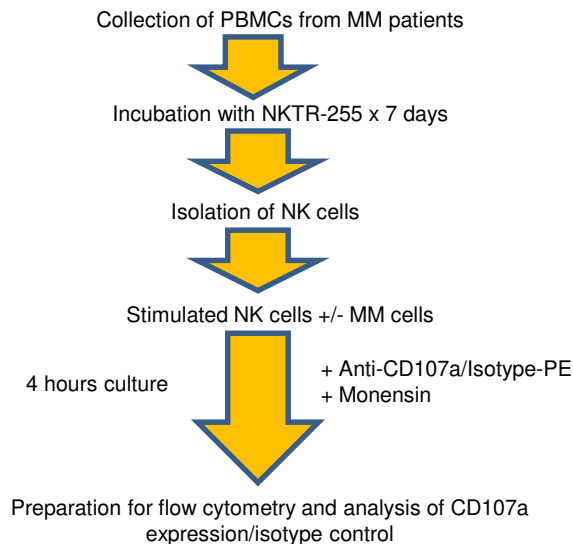 Collection of PBMCs from MM patients
Incubation with NKTR-255 x 7 days
Isolation of NK cells
Stimulated NK cells +/- MM cells
4 hours culture
+ Anti-CD107a/Isotype-PE
+ Monensin
Preparation for flow cytometry and analysis of CD107a
expression/isotype control